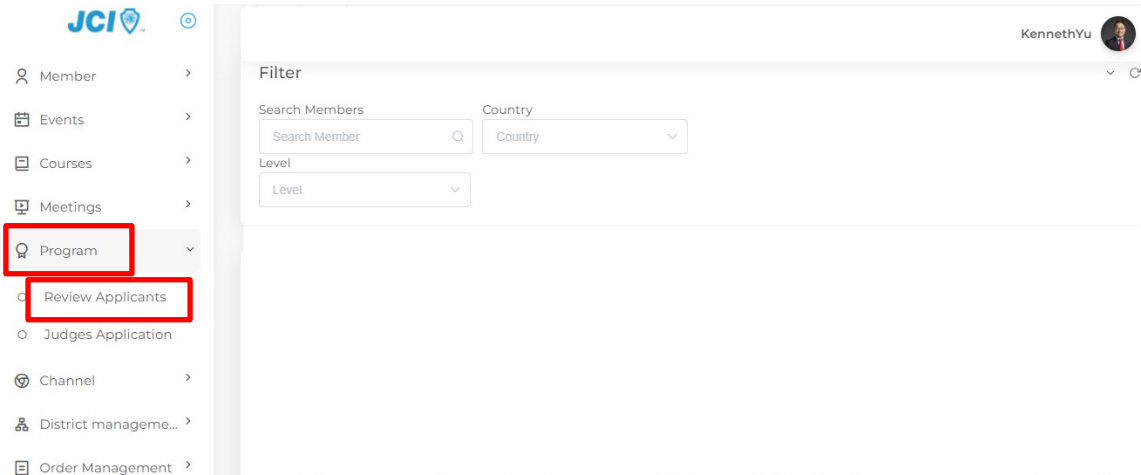 JCI
KennethYu
Member
Events
Courses
Meetings
Program
Review Applicants
Judges Application
Channel
District manageme...
Order Management
Filter
Search Members Country
Search Member Country
Level
Level